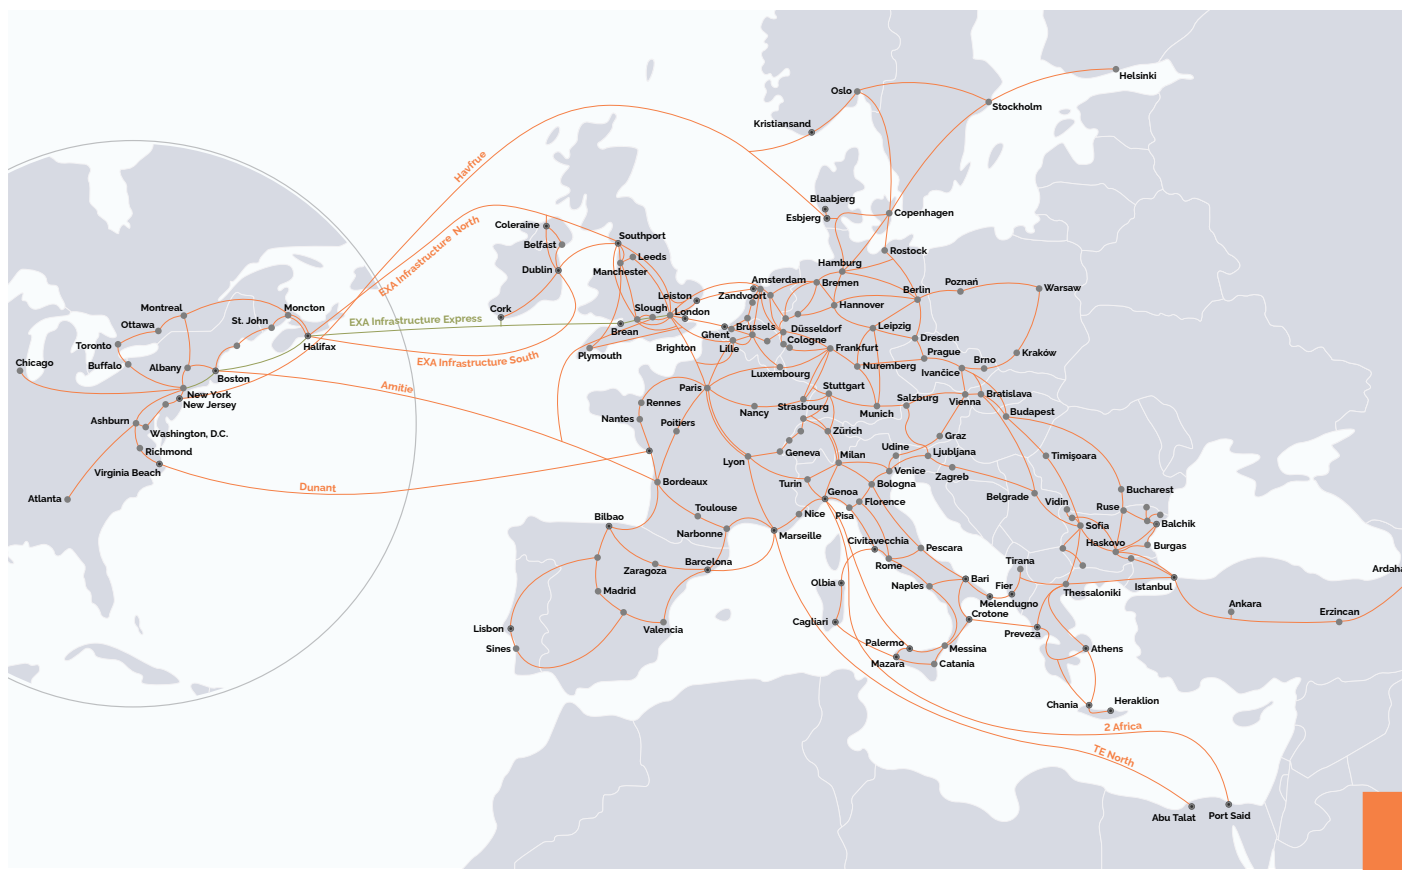 Helsinki
Oslo
Stockholm
Kristiansand
Havfrue
Blaabjerg
Esbjerg
Copenhagen
Coleraine
EXA Infrastructure North
Southport
Belfast
Leeds
Rostock
Dublin
Manchester
Hamburg
Amsterdam
Bremen
Poznań
Warsaw
Berlin
Leiston
Zandvoort
Hannover
Montreal
Moncton
Cork
Slough
London
EXA Infrastructure Express
St. John
Ottawa
Brean
Ghent
Brussels
Düsseldorf
Leipzig
Toronto
Halifax
Brighton
Lille
Cologne
Frankfurt
Dresden
Plymouth
Prague
Brno
Kraków
EXA Infrastructure South
Chicago
Buffalo
Albany
Boston
Luxembourg
Nuremberg
Ivančice
Amitie
Paris
Stuttgart
New York
New Jersey
Rennes
Nancy
Strasbourg
Munich
Salzburg
Vienna
Bratislava
Budapest
Ashburn
Washington, D.C.
Nantes
Poitiers
Zürich
Graz
Richmond
Geneva
Udine
Ljubljana
Timişoara
Virginia Beach
Lyon
Milan
Venice
Zagreb
Dunant
Bordeaux
Turin
Bologna
Atlanta
Genoa
Florence
Belgrade
Bucharest
Vidin
Ruse
Bilbao
Toulouse
Nice
Pisa
Sofia
Balchik
Narbonne
Marseille
Civitavecchia
Pescara
Haskovo
Burgas
Barcelona
Zaragoza
Rome
Tirana
Ardaha
Olbia
Naples
Bari
Fier
Istanbul
Madrid
Melendugno
Thessaloniki
Ankara
Erzincan
Cagliari
Crotone
Lisbon
Valencia
Preveza
Sines
Palermo
Messina
Athens
Mazara
Catania
Chania
Heraklion
2 Africa
TE North
Abu Talat
Port Said